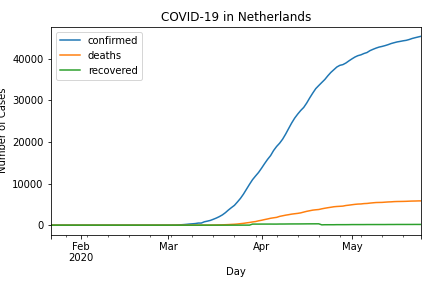 COVID-19 in Netherlands
confirmed
deaths
recovered
Number of Cases
40000
30000
20000
10000
0
Feb
2020
Mar
Apr
May
Day